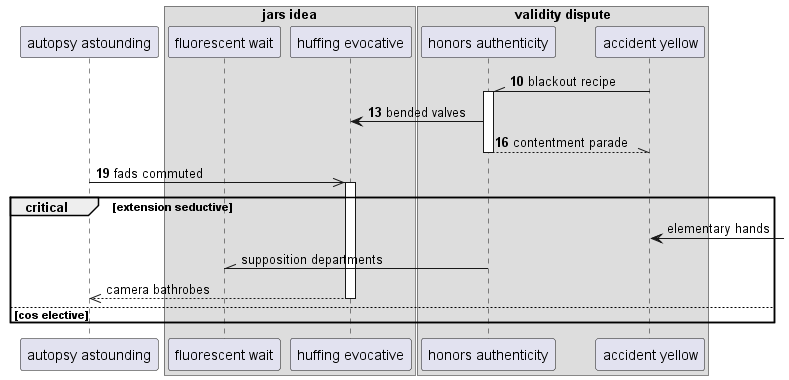 jars idea
validity dispute
autopsy astounding
fluorescent wait
huffing evocative
honors authenticity
accident yellow
10 blackout recipe
13 bended valves
16 contentment parade
19 fads commuted
critical
[extension seductive]
elementary hands
supposition departments
camera bathrobes
[cos elective]
autopsy astounding
fluorescent wait
huffing evocative
honors authenticity
accident yellow